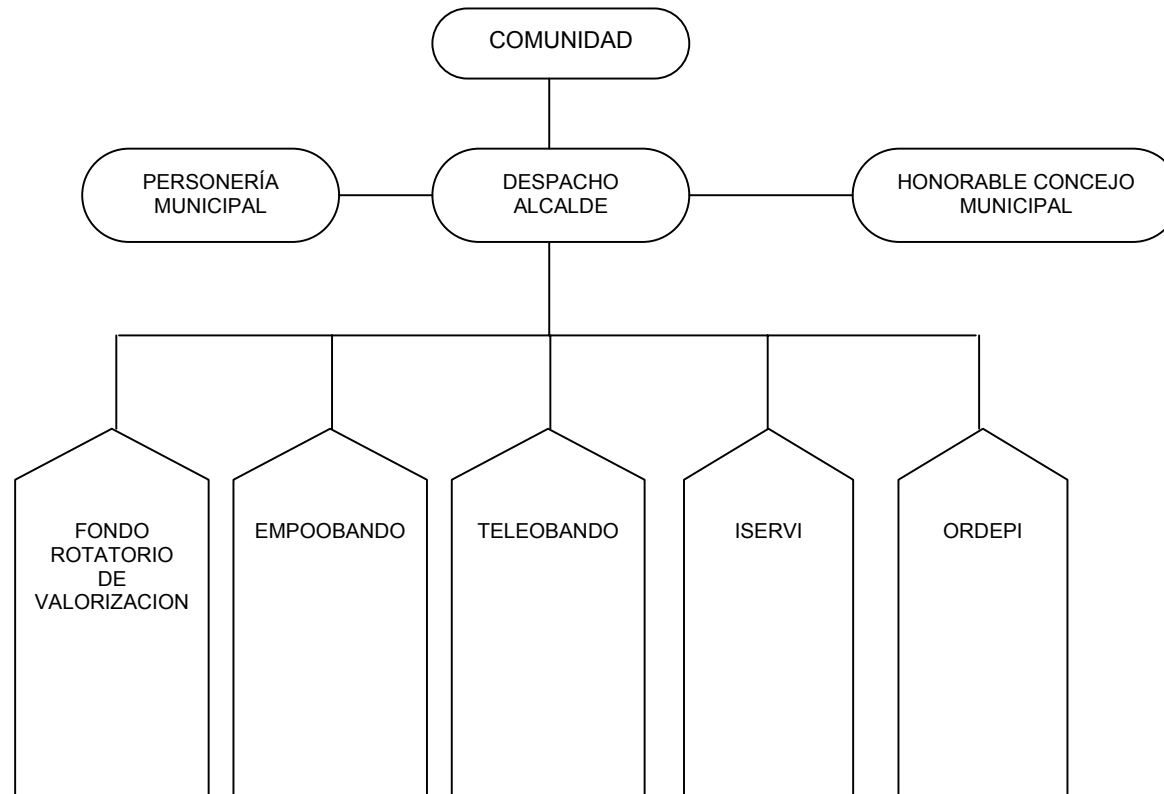 COMUNIDAD
PERSONERÍA
MUNICIPAL
DESPACHO
ALCALDE
HONORABLE CONCEJO
MUNICIPAL
FONDO
ROTATORIO
DE
VALORIZACION
EMPOOBANDO
TELEOBANDO
ISERVI
ORDEPI